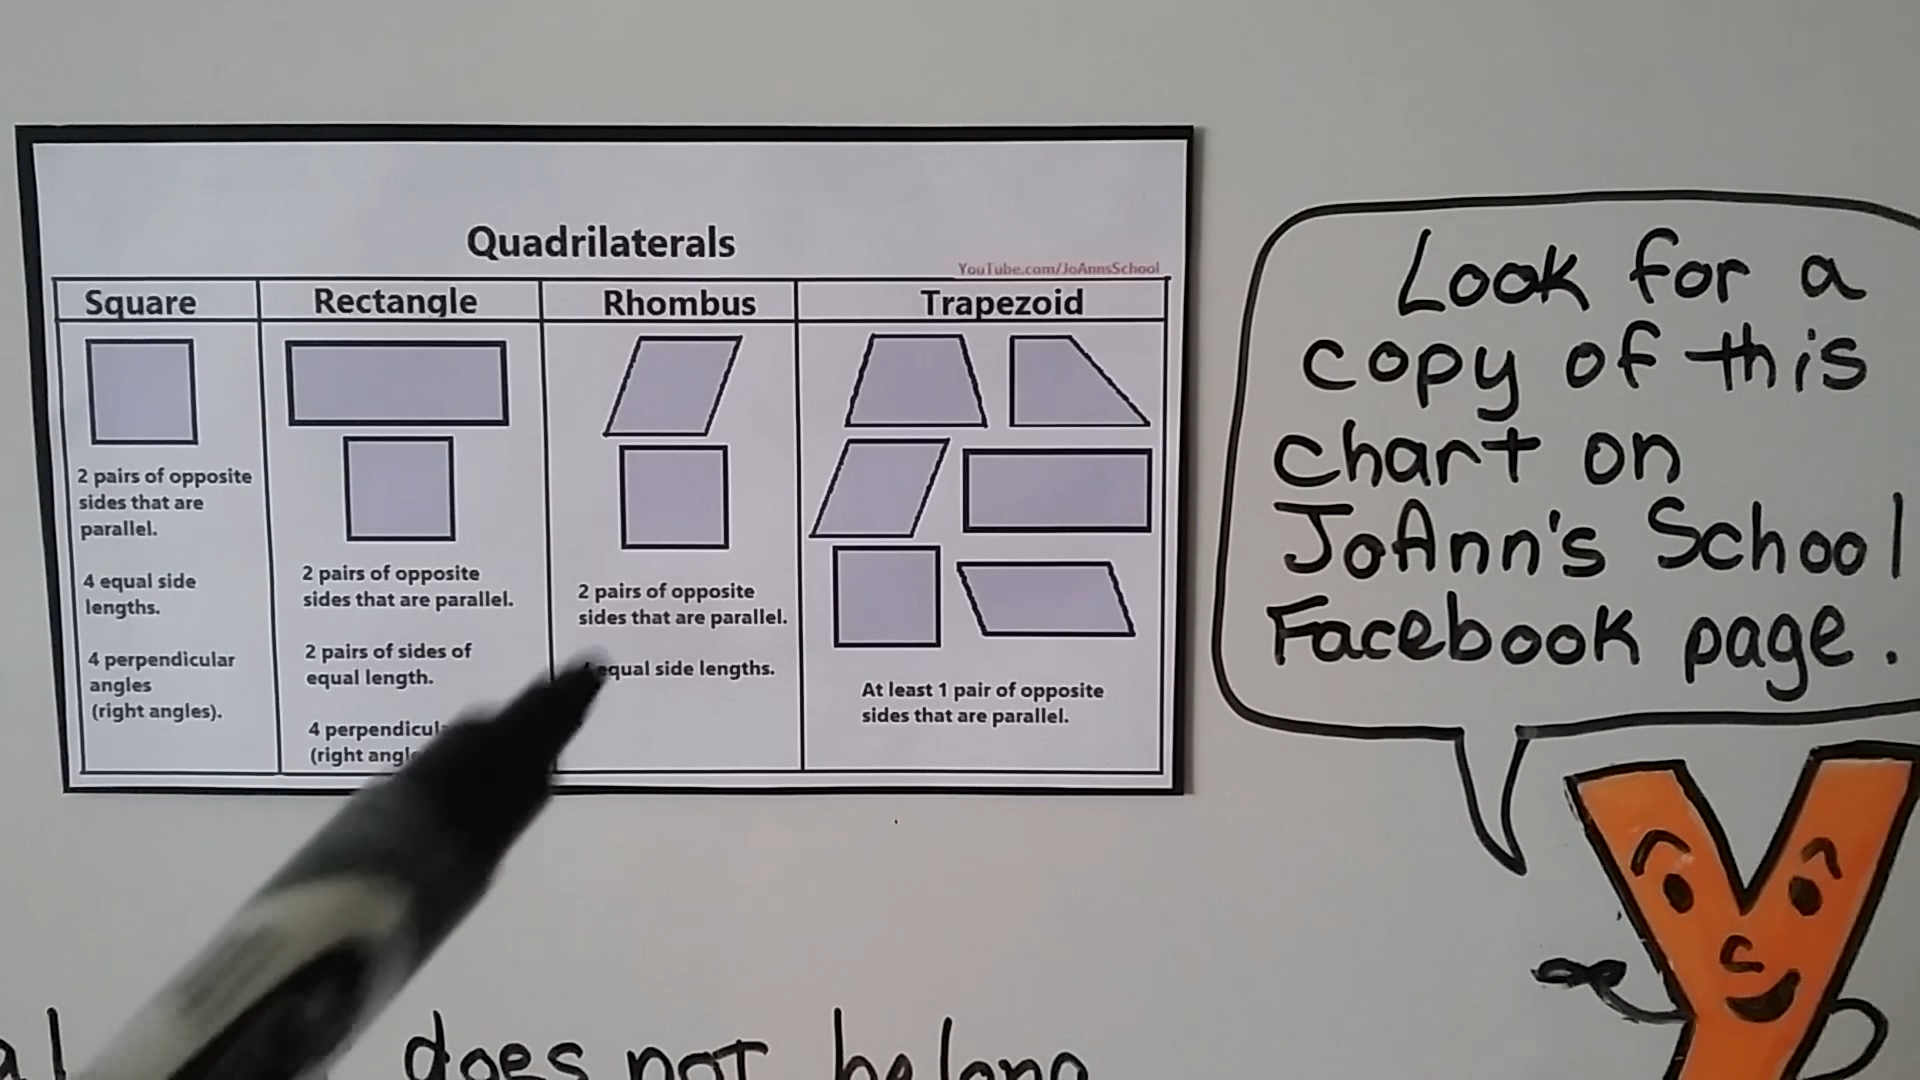 Quadrilaterals
YouTube.com/JoAnnsSchool
Square
2 pairs of opposite
sides that are
parallel.
4 equal side
lengths.
4 perpendicular
angles
(right angles).
Rectangle
2 pairs of opposite
sides that are parallel.
2 pairs of sides of
equal length.
4
(right
Rhombus
2 pairs of opposite
sides that are parallel.
equal side lengths.
Trapezoid
At least 1 pair of opposite
sides that are parallel.
Look for a
copy of this
chart on
JoAnn's School
Facebook page.
does not belong